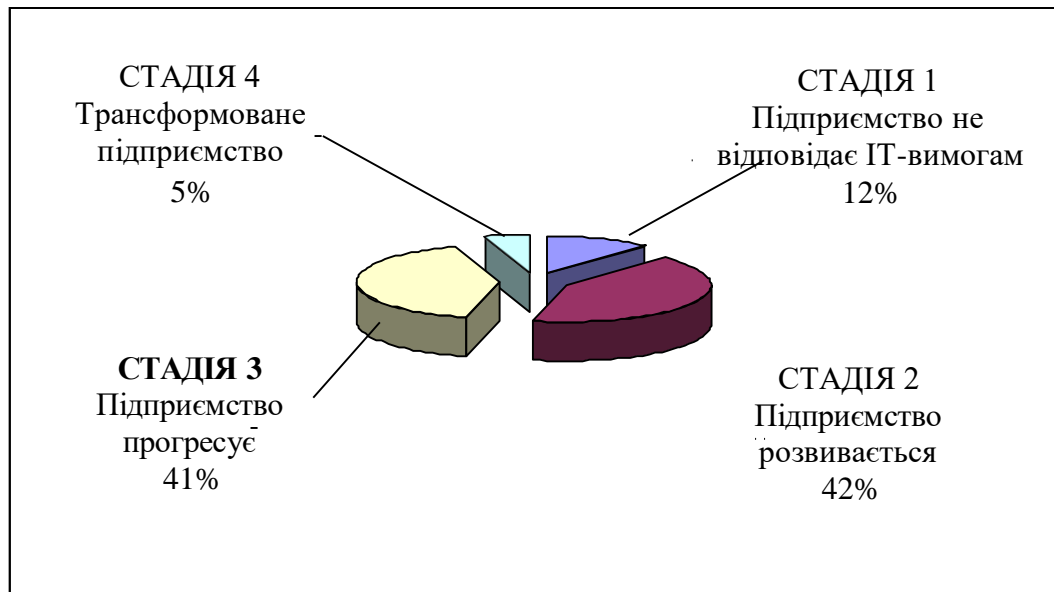 СТАДІЯ 4
Трансформоване
підприємство
5%
СТАДІЯ 1
Підприємство не
відповідає ІТ-вимогам
12%
СТАДІЯ 3
Підприємство
прогресує
41%
СТАДІЯ 2
Підприємство
розвивається
42%